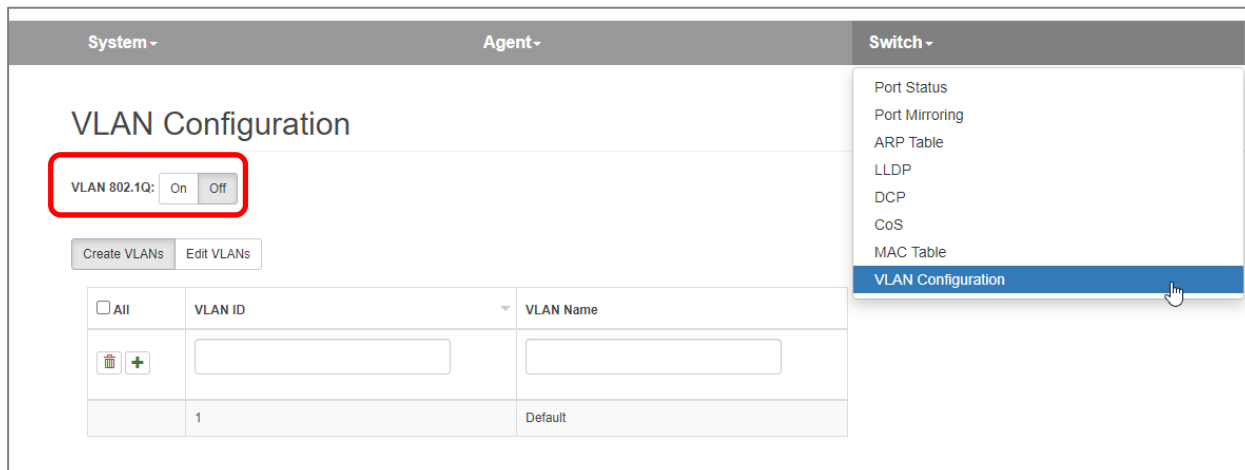 System
Agent
Switch
Port Status
Port Mirroring
ARP Table
LLDP
DCP
CoS
MAC Table
VLAN Configuration
VLAN Configuration
VLAN 802.1Q: On Off
Create VLANs Edit VLANs
All VLAN ID VLAN Name
1 Default